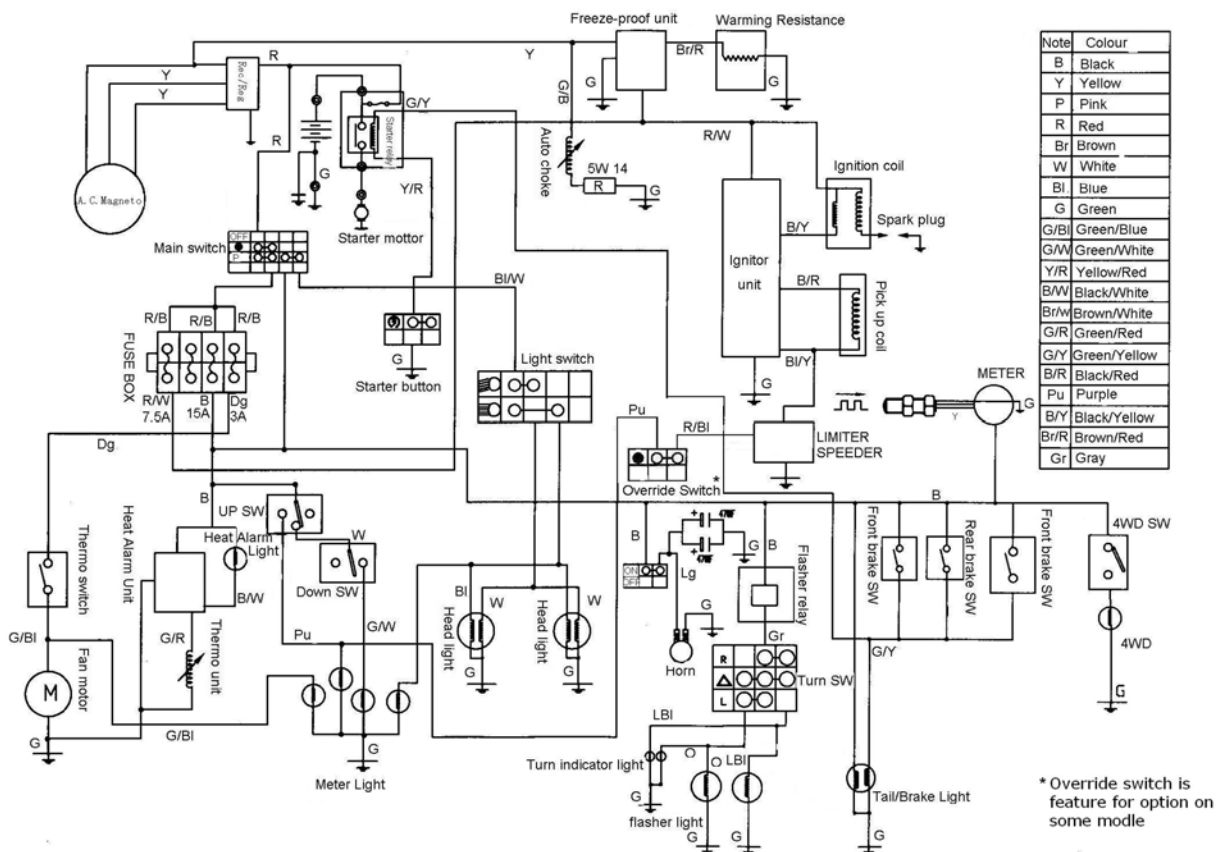 Freeze-proof unit
Warming Resistance
Y
R
Y
Br/R
G
G
Y
Y
Rec/Reg
G/Y
G/B
Starter relay
R
G
R/W
Auto choke
5W 14
R
G
Y/R
A.C.Magneto
Starter mottor
Ignition coil
Spark plug
B/Y
Ignitor
unit
B/R
Pick up coil
Bl/Y
G
Main switch
OFF
P
Bl/W
R/B
R/B
R/B
FUSE BOX
G
Starter button
Light switch
R/W
7.5A
B
15A
Dg
3A
Dg
Pu
R/Bl
LIMITER
SPEEDER
Override Switch
*
METER
Y
G
B
UP SW
Heat Alarm
Light
W
Down SW
Thermo switch
Heat Alarm Unit
B/W
G/R
Thermo unit
G/Bl
Fan motor
M
G
G/Bl
Pu
G/W
G
Meter Light
Bl
W
Head light
G
Head light
W
G
B
ON
OFF
+
470F
+
470F
G
Lg
Horn
G
B
Flasher relay
Gr
R
L
Turn SW
LBl
Turn indicator light
G
flasher light
G
LBl
G
B
Front brake SW
Rear brake SW
Front brake SW
G/Y
Tail/Brake Light
G
4WD SW
4WD
G
Note Colour
B Black
Y Yellow
P Pink
R Red
Br Brown
W White
Bl. Blue
G Green
G/Bl Green/Blue
G/W Green/White
Y/R Yellow/Red
B/W Black/White
Br/w Brown/White
G/R Green/Red
G/Y Green/Yellow
B/R Black/Red
Pu Purple
B/Y Black/Yellow
Br/R Brown/Red
Gr Gray
* Override switch is
feature for option on
some modle